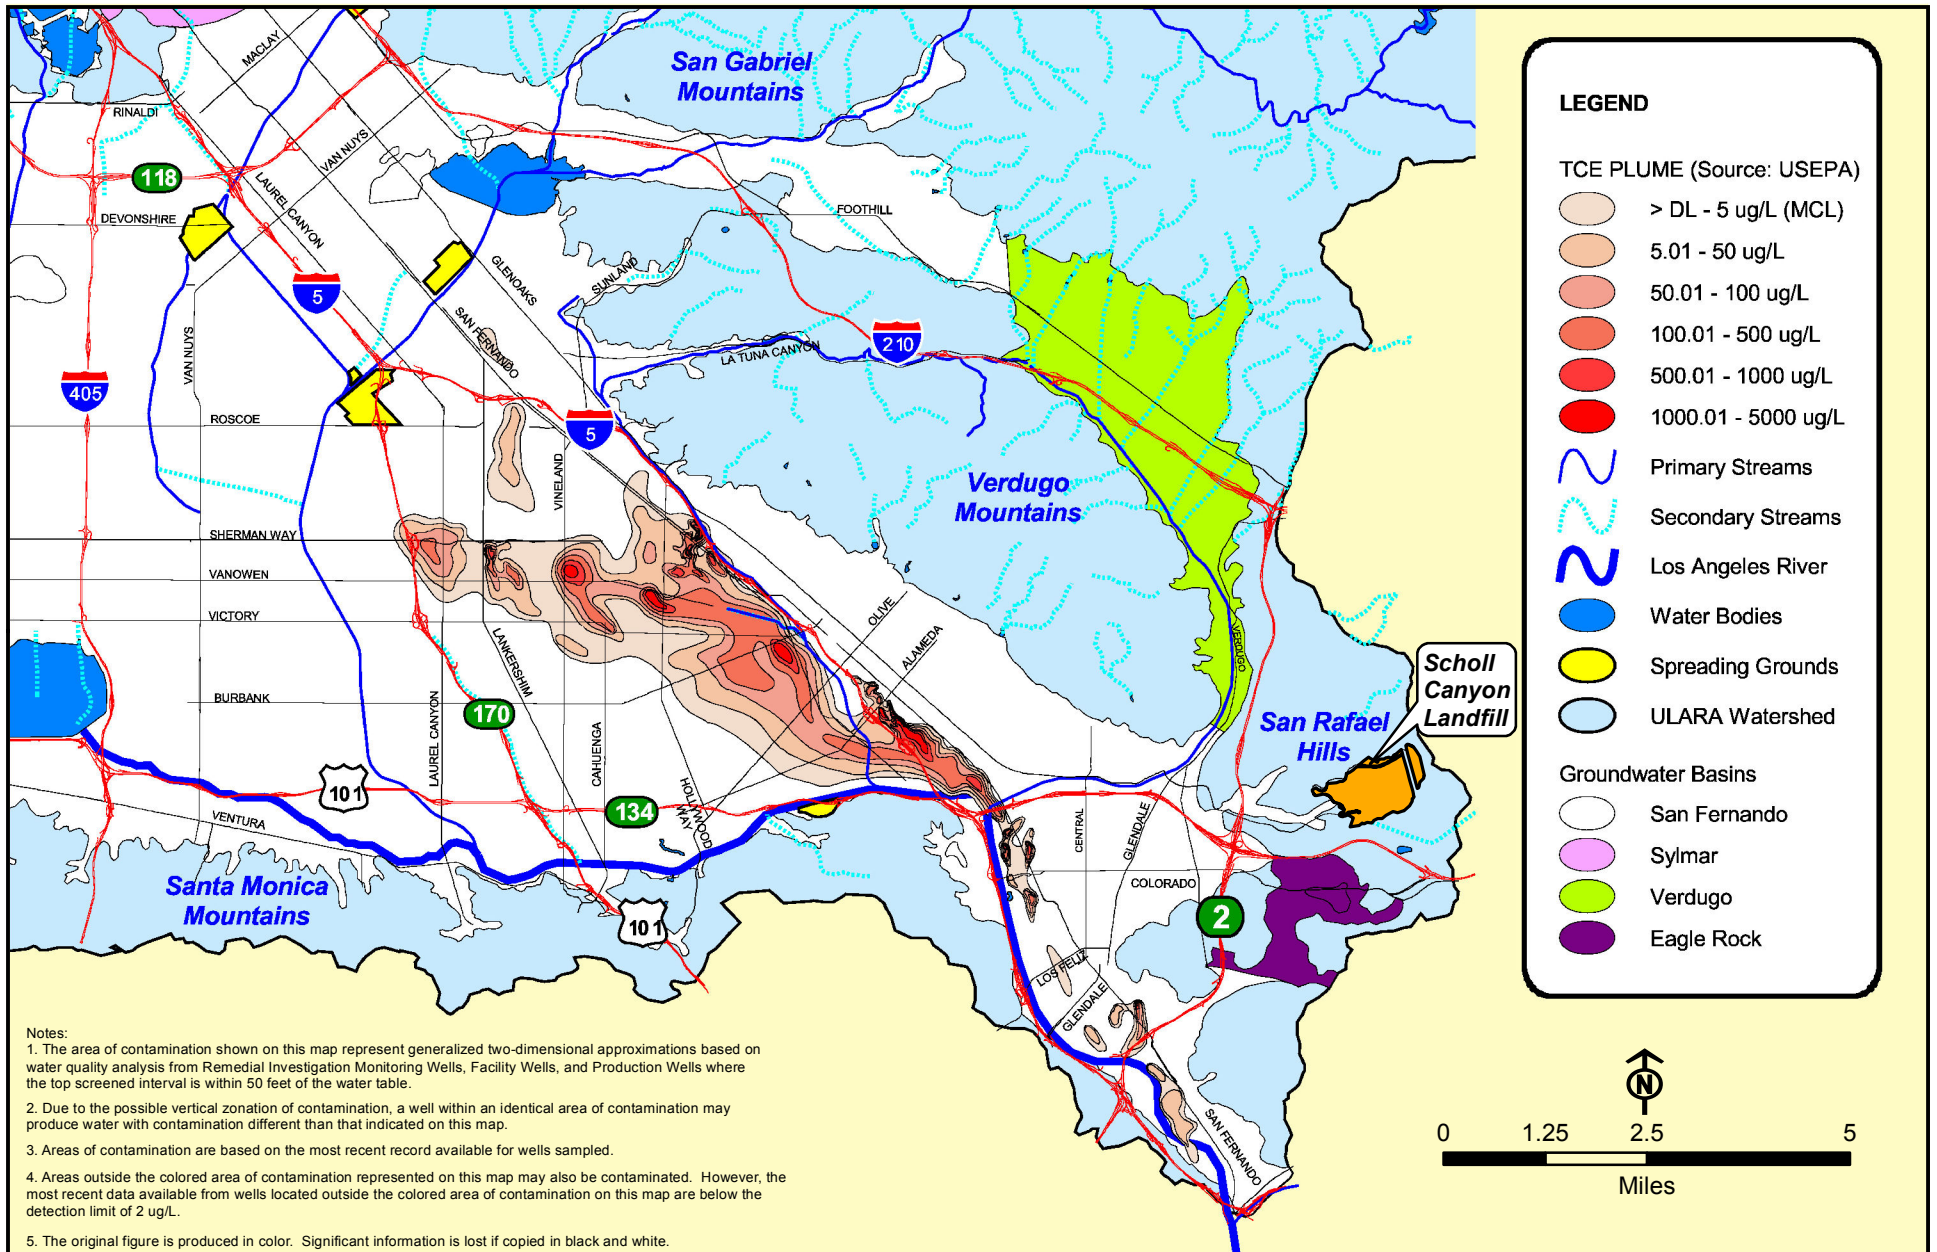 San Gabriel
Mountains
MACLAY
RINALDI
VAN NUYS
118
LAUREL CANYON
DEVONSHIRE
FOOTHILL
GLENOAKS
SUNLAND
5
SAN FERNANDO
210
LA TUNA CANYON
VAN NUYS
405
ROSCOE
5
VINELAND
Verdugo
Mountains
SHERMAN WAY
VANOWEN
VICTORY
OLIVE
ALAMEDA
VERDUGO
LANKERSHIM
BURBANK
LAUREL CANYON
170
CAHUENGA
San Rafael
Hills
Scholl
Canyon
Landfill
101
134
HOLLYWOOD
WAY
VENTURA
CENTRAL
GLENDALE
COLORADO
Santa Monica
Mountains
101
2
LOS FELIZ
GLENDALE
SAN FERNANDO
LEGEND
TCE PLUME (Source: USEPA)
> DL - 5 ug/L (MCL)
5.01 - 50 ug/L
50.01 - 100 ug/L
100.01 - 500 ug/L
500.01 - 1000 ug/L
1000.01 - 5000 ug/L
Primary Streams
Secondary Streams
Los Angeles River
Water Bodies
Spreading Grounds
ULARA Watershed
Groundwater Basins
San Fernando
Sylmar
Verdugo
Eagle Rock
N
0 1.25 2.5 5
Miles
Notes:
1. The area of contamination shown on this map represent generalized two-dimensional approximations based on
water quality analysis from Remedial Investigation Monitoring Wells, Facility Wells, and Production Wells where
the top screened interval is within 50 feet of the water table.
2. Due to the possible vertical zonation of contamination, a well within an identical area of contamination may
produce water with contamination different than that indicated on this map.
3. Areas of contamination are based on the most recent record available for wells sampled.
4. Areas outside the colored area of contamination represented on this map may also be contaminated. However, the
most recent data available from wells located outside the colored area of contamination on this map are below the
detection limit of 2 ug/L.
5. The original figure is produced in color. Significant information is lost if copied in black and white.